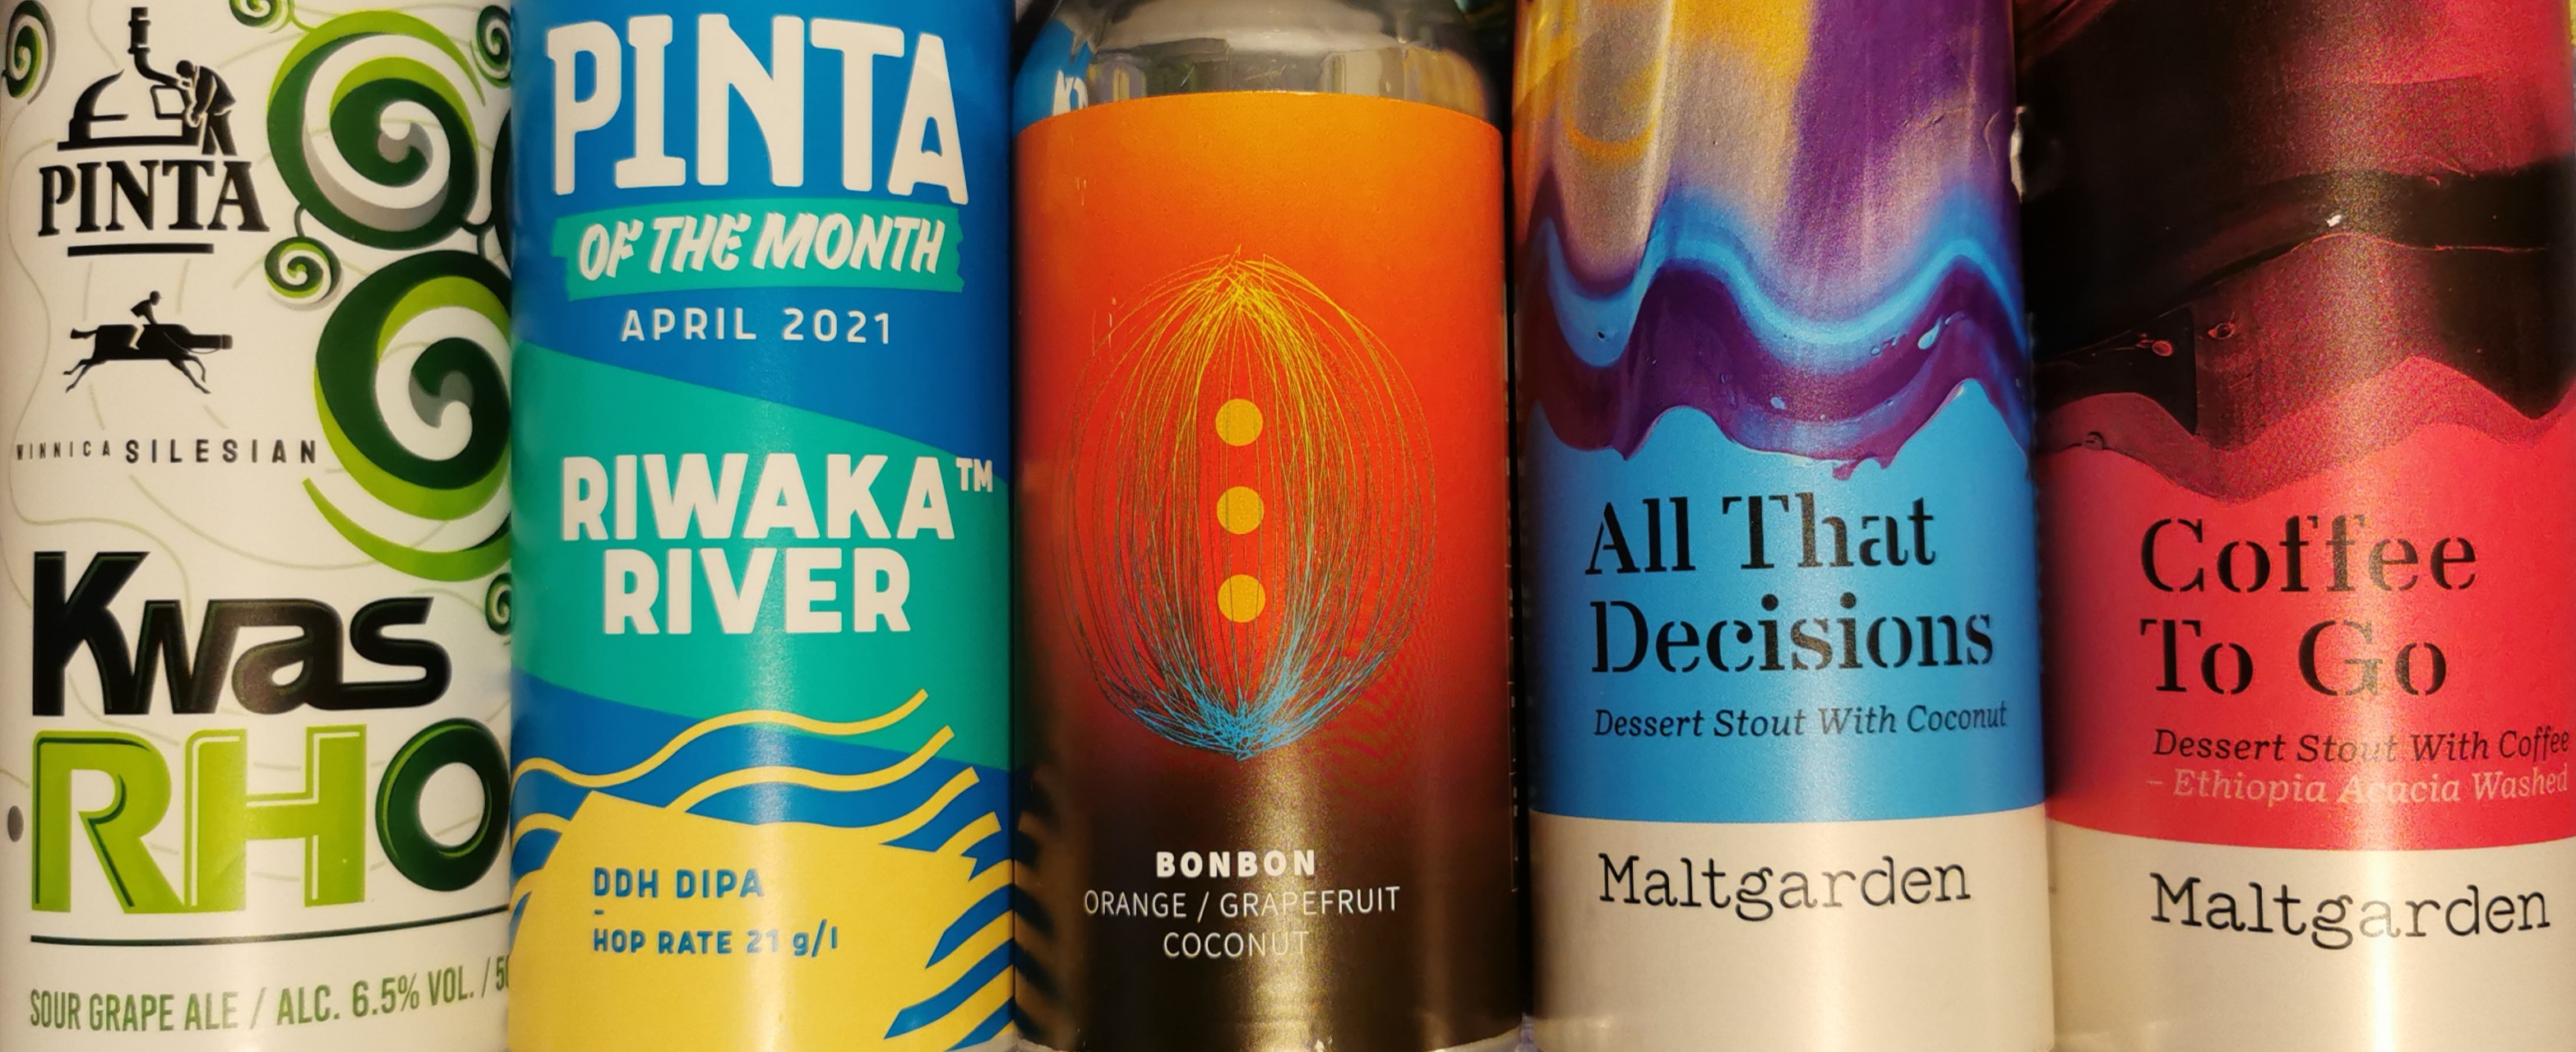 PINTA
WINNICA SILESIAN
Kwas
RHO
SOUR GRAPE ALE / ALC. 6.5% VOL. /
PINTA
OF THE MONTH
APRIL 2021
RIWAKA™
RIVER
DDH DIPA
-
HOP RATE 21 g/l
BONBON
ORANGE / GRAPEFRUIT
COCONUT
All That
Decisions
Dessert Stout With Coconut
Maltgarden
Coffee
To Go
Dessert Stout With Coffee
- Ethiopia Acacia Washed
Maltgarden